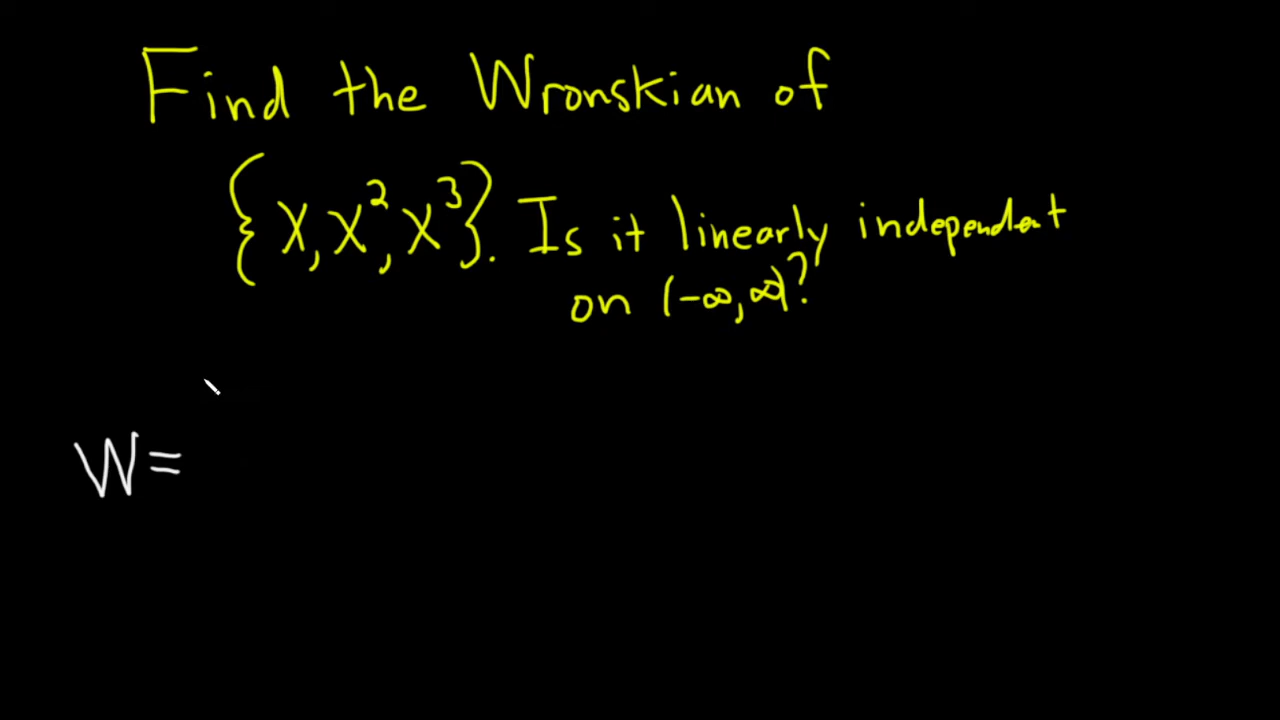 Find the Wronskian of
{x, x², x³}. Is it linearly independent
on (-∞, ∞)?
W=